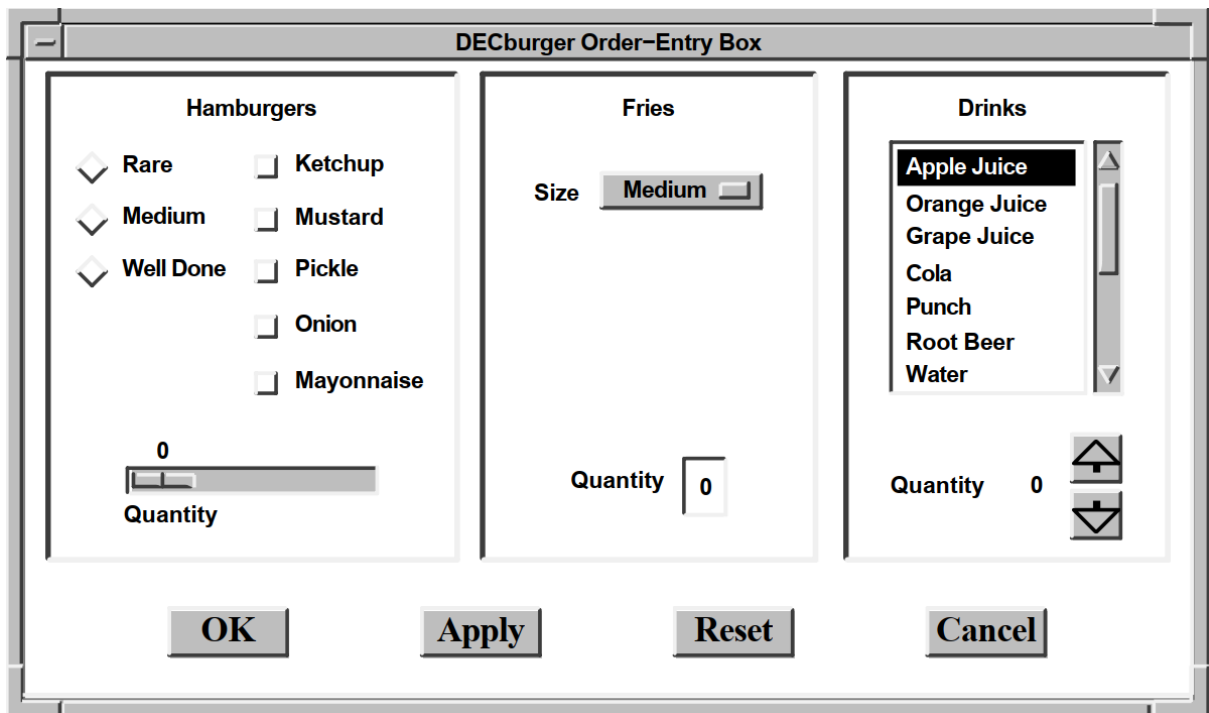 DECburger Order−Entry Box
Hamburgers
Rare
Ketchup
Medium
Mustard
Well Done
Pickle
Onion
Mayonnaise
0
Quantity
Fries
Size Medium
Quantity 0
Drinks
Apple Juice
Orange Juice
Grape Juice
Cola
Punch
Root Beer
Water
Quantity 0
OK
Apply
Reset
Cancel